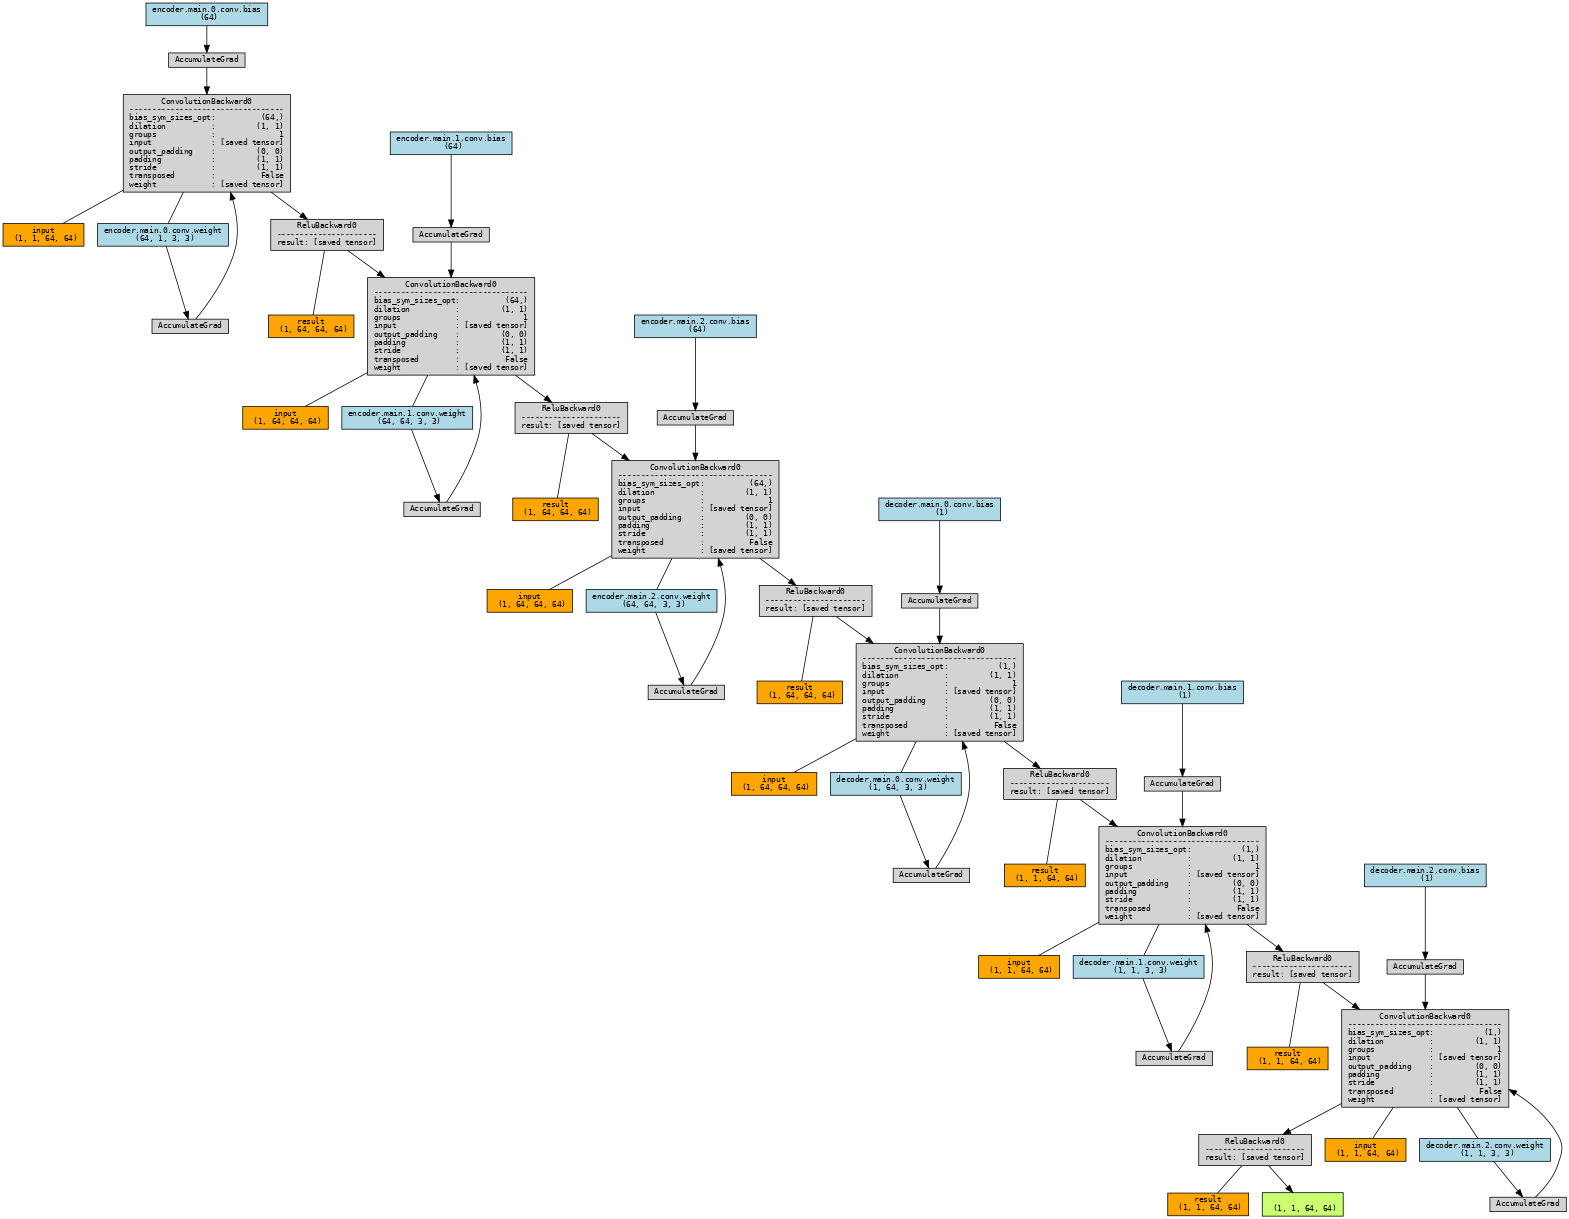 encoder.main.0.conv.bias
(64)
AccumulateGrad
ConvolutionBackward0
----------------------------------
bias_sym_sizes_opt: (64,)
dilation : (1, 1)
groups : 1
input : [saved tensor]
output_padding : (0, 0)
padding : (1, 1)
stride : (1, 1)
transposed : False
weight : [saved tensor]
input
(1, 1, 64, 64)
encoder.main.0.conv.weight
(64, 1, 3, 3)
AccumulateGrad
encoder.main.1.conv.bias
(64)
AccumulateGrad
ReluBackward0
----------------------
result: [saved tensor]
result
(1, 64, 64, 64)
ConvolutionBackward0
----------------------------------
bias_sym_sizes_opt: (64,)
dilation : (1, 1)
groups : 1
input : [saved tensor]
output_padding : (0, 0)
padding : (1, 1)
stride : (1, 1)
transposed : False
weight : [saved tensor]
input
(1, 64, 64, 64)
encoder.main.1.conv.weight
(64, 64, 3, 3)
AccumulateGrad
encoder.main.2.conv.bias
(64)
AccumulateGrad
ReluBackward0
----------------------
result: [saved tensor]
result
(1, 64, 64, 64)
ConvolutionBackward0
----------------------------------
bias_sym_sizes_opt: (64,)
dilation : (1, 1)
groups : 1
input : [saved tensor]
output_padding : (0, 0)
padding : (1, 1)
stride : (1, 1)
transposed : False
weight : [saved tensor]
input
(1, 64, 64, 64)
encoder.main.2.conv.weight
(64, 64, 3, 3)
AccumulateGrad
decoder.main.0.conv.bias
(1)
AccumulateGrad
ReluBackward0
----------------------
result: [saved tensor]
result
(1, 64, 64, 64)
ConvolutionBackward0
----------------------------------
bias_sym_sizes_opt: (1,)
dilation : (1, 1)
groups : 1
input : [saved tensor]
output_padding : (0, 0)
padding : (1, 1)
stride : (1, 1)
transposed : False
weight : [saved tensor]
input
(1, 64, 64, 64)
decoder.main.0.conv.weight
(1, 64, 3, 3)
AccumulateGrad
decoder.main.1.conv.bias
(1)
AccumulateGrad
ReluBackward0
----------------------
result: [saved tensor]
result
(1, 1, 64, 64)
ConvolutionBackward0
----------------------------------
bias_sym_sizes_opt: (1,)
dilation : (1, 1)
groups : 1
input : [saved tensor]
output_padding : (0, 0)
padding : (1, 1)
stride : (1, 1)
transposed : False
weight : [saved tensor]
input
(1, 1, 64, 64)
decoder.main.1.conv.weight
(1, 1, 3, 3)
AccumulateGrad
decoder.main.2.conv.bias
(1)
AccumulateGrad
ReluBackward0
----------------------
result: [saved tensor]
result
(1, 1, 64, 64)
ConvolutionBackward0
----------------------------------
bias_sym_sizes_opt: (1,)
dilation : (1, 1)
groups : 1
input : [saved tensor]
output_padding : (0, 0)
padding : (1, 1)
stride : (1, 1)
transposed : False
weight : [saved tensor]
ReluBackward0
----------------------
result: [saved tensor]
input
(1, 1, 64, 64)
decoder.main.2.conv.weight
(1, 1, 3, 3)
result
(1, 1, 64, 64)
(1, 1, 64, 64)
AccumulateGrad